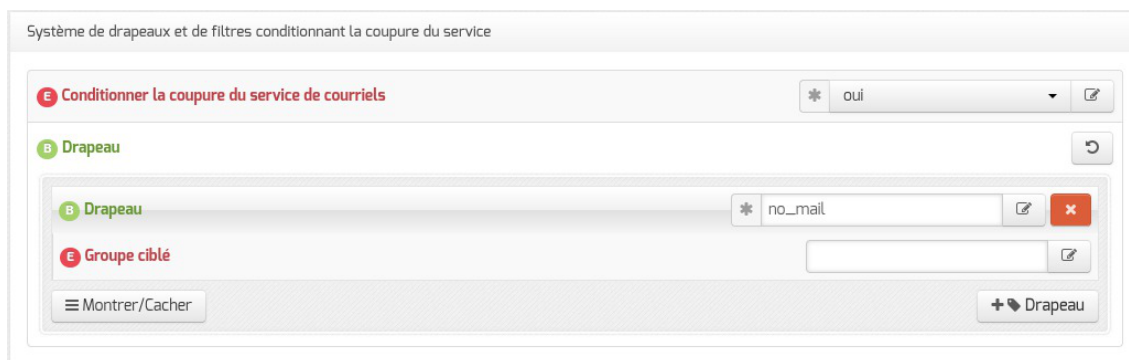 Système de drapeaux et de filtres conditionnant la coupure du service
E Conditionner la coupure du service de courriels oui
B Drapeau
B Drapeau no_mail
E Groupe ciblé
Montrer/Cacher Drapeau